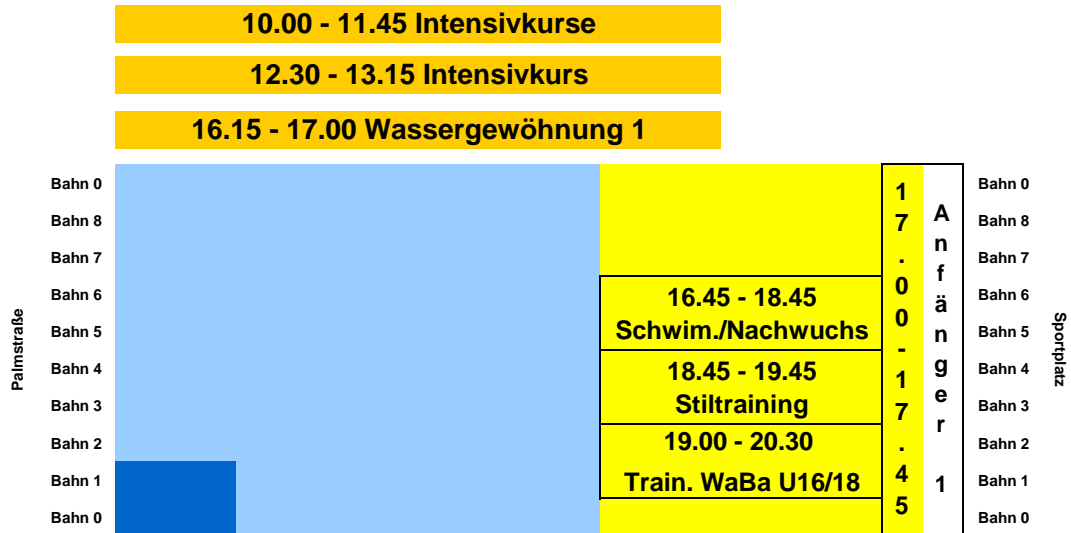 10.00 - 11.45 Intensivkurse
12.30 - 13.15 Intensivkurs
16.15 - 17.00 Wassergewöhnung 1
Palmstraße
Bahn 0
Bahn 8
Bahn 7
Bahn 6
Bahn 5
Bahn 4
Bahn 3
Bahn 2
Bahn 1
Bahn 0
16.45 - 18.45
Schwim./Nachwuchs
18.45 - 19.45
Stiltraining
19.00 - 20.30
Train. WaBa U16/18
17.00-17.45
Anfänger 1
Bahn 0
Bahn 8
Bahn 7
Bahn 6
Bahn 5
Bahn 4
Bahn 3
Bahn 2
Bahn 1
Bahn 0
Sportplatz